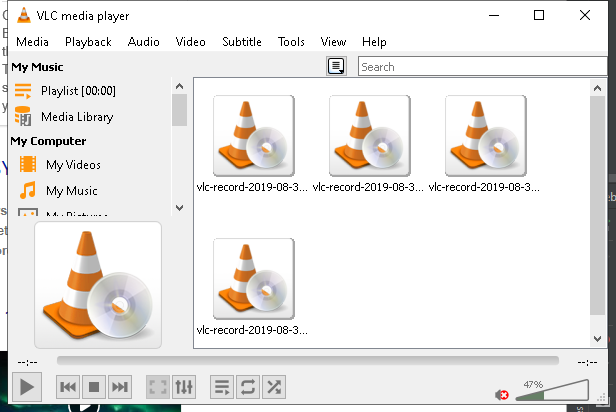 VLC media player
Media Playback Audio Video Subtitle Tools View Help
My Music
Playlist [00:00]
Media Library
My Computer
My Videos
My Music
My Pictures
Search
vlc-record-2019-08-3... vlc-record-2019-08-3... vlc-record-2019-08-3...
vlc-record-2019-08-3...
--:-- --:--
47%